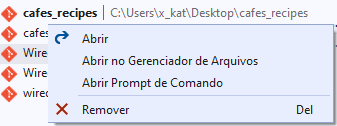 cafes_recipes | C:\Users\x_kat\Desktop\cafes_recipes
cafes
Abrir
Wire
Abrir no Gerenciador de Arquivos
Wire
Abrir Prompt de Comando
wired
Remover Del